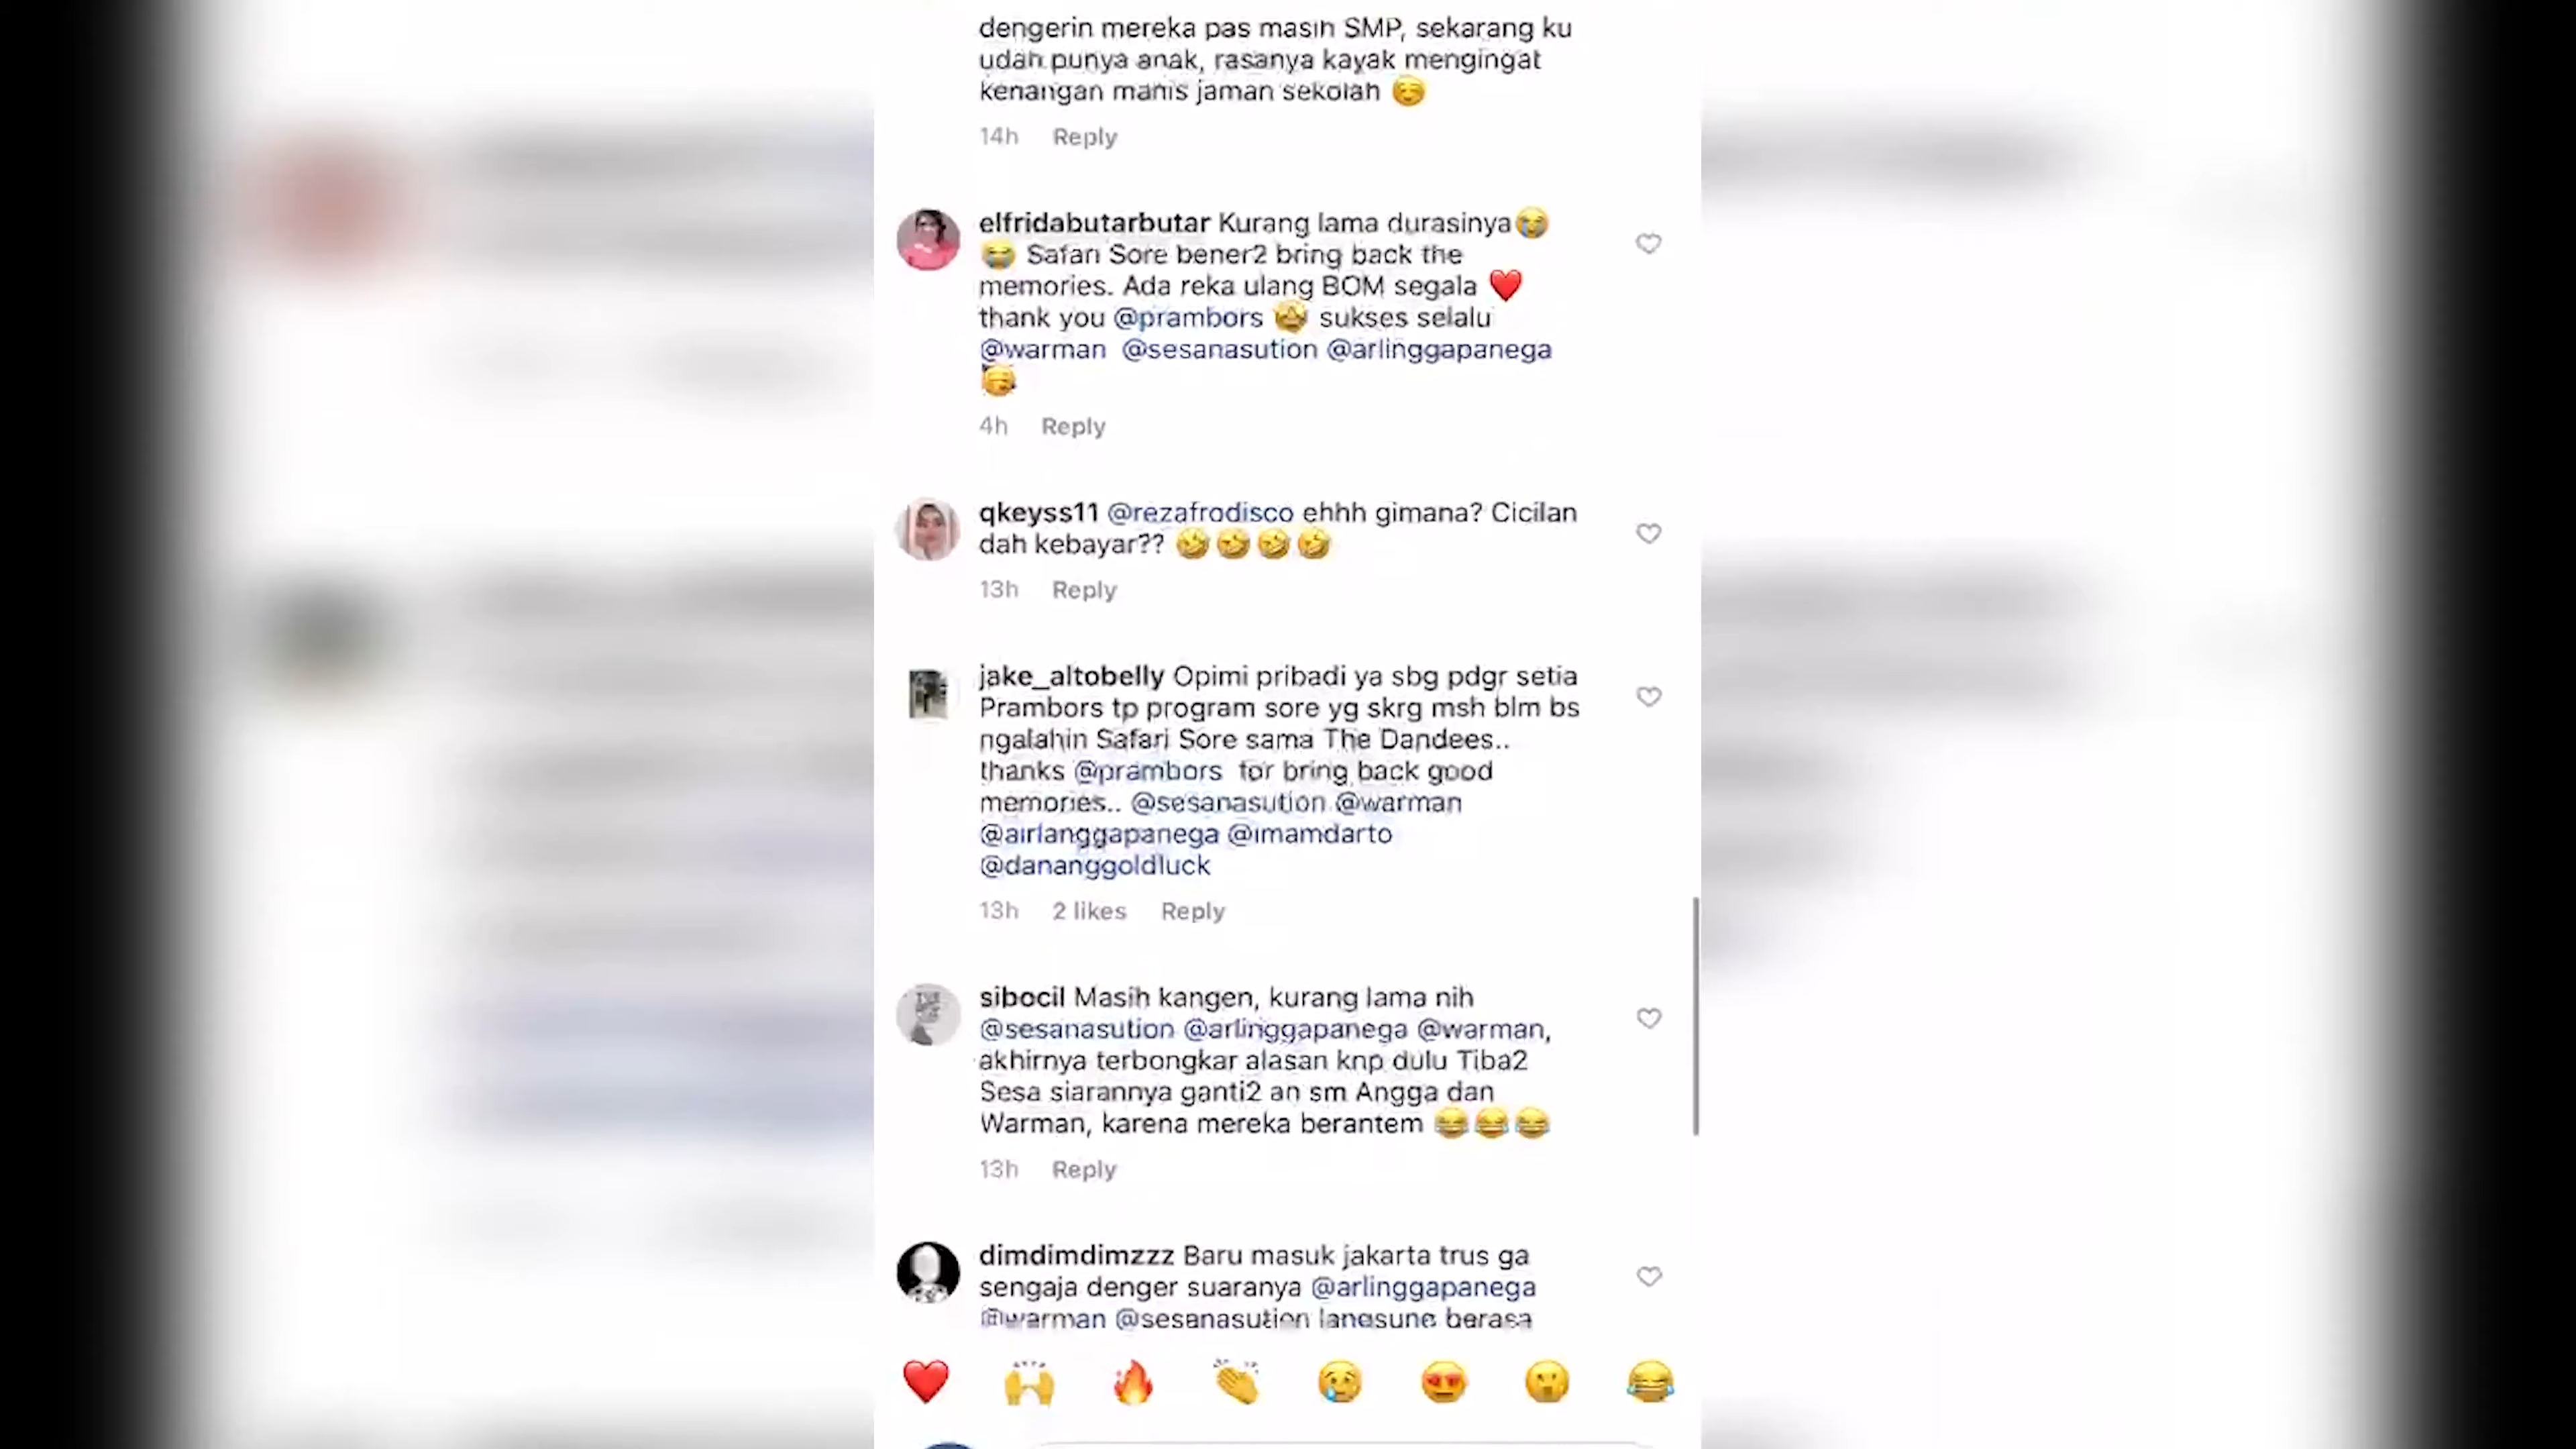 dengerin mereka pas masih SMP, sekarang ku
udah punya anak, rasanya kayak mengingat
kenangan manis jaman sekolah ☺️
14h Reply
elfridabutarbutar Kurang lama durasinya😭
😭 Safari Sore bener2 bring back the
memories. Ada reka ulang BOM segala ❤️
thank you @prambors 🤩 sukses selalu
@warman @sesanasution @arlinggapanega
4h Reply
qkeyss11 @rezafrodisco ehhh gimana? Cicilan
dah kebayar?? 🤣🤣🤣🤣
13h Reply
jake_altobelly Opimi pribadi ya sbg pdgr setia
Prambors tp program sore yg skrg msh blm bs
ngalahin Safari Sore sama The Dandees..
thanks @prambors for bring back good
memories.. @sesanasution @warman
@airlanggapanega @imamdarto
@dananggoldluck
13h 2 likes Reply
sibocil Masih kangen, kurang lama nih
@sesanasution @arlinggapanega @warman,
akhirnya terbongkar alasan knp dulu Tiba2
Sesa siarannya ganti2 an sm Angga dan
Warman, karena mereka berantem 😂😂😂
13h Reply
dimdimdimzzz Baru masuk jakarta trus ga
sengaja denger suaranya @arlinggapanega
@warman @sesanasution langsung berasa
❤️ 🙌 🔥 👏 😢 😍 😮 😂